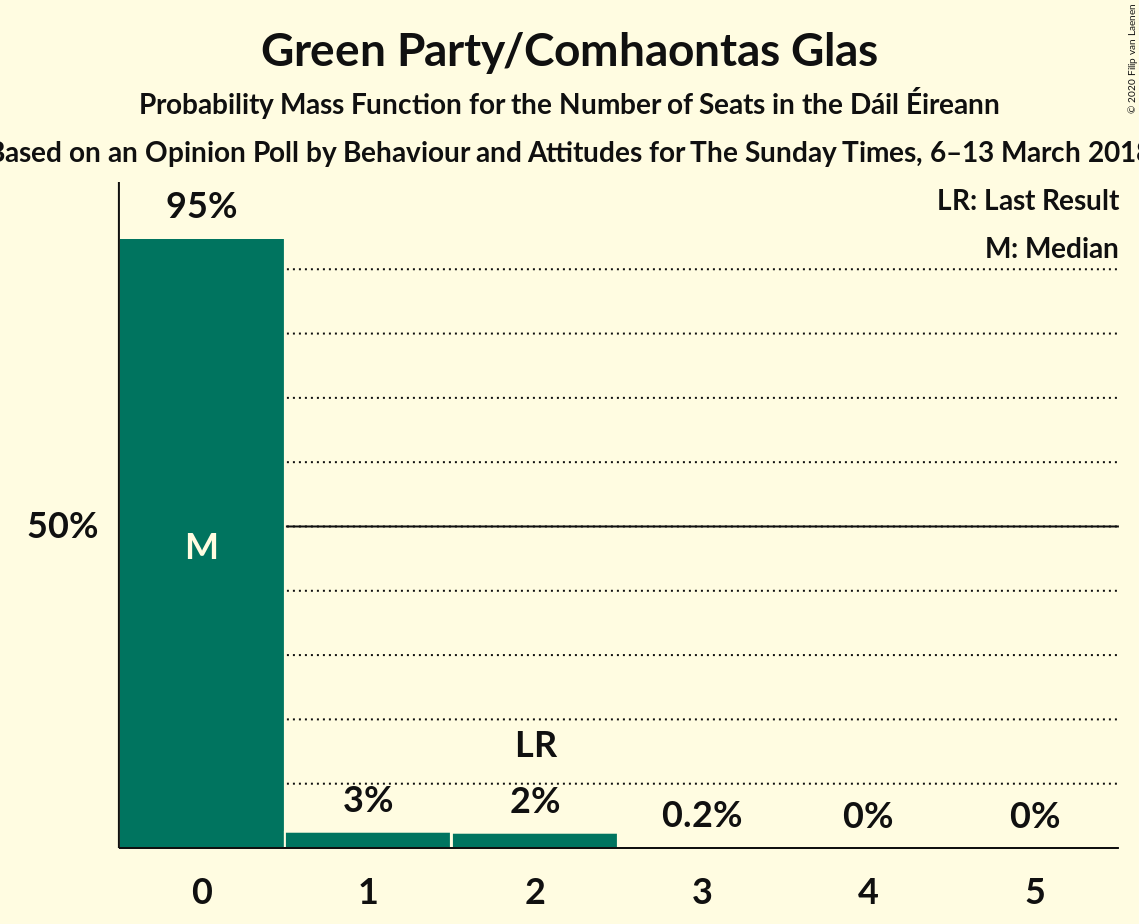 Green Party/Comhaontas Glas
Probability Mass Function for the Number of Seats in the Dáil Éireann
Based on an Opinion Poll by Behaviour and Attitudes for The Sunday Times, 6–13 March 2018
© 2020 Filip van Laenen
LR: Last Result
M: Median
95%
50%
M
LR
3%
2%
0.2%
0%
0%
0
1
2
3
4
5